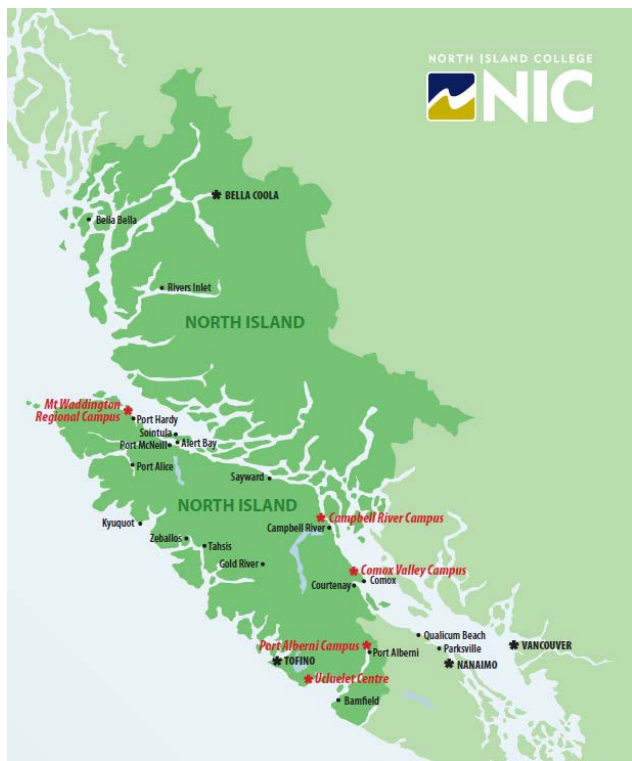 NORTH ISLAND COLLEGE
NIC
BELLA COOLA
Bella Bella
Rivers Inlet
NORTH ISLAND
Mt Waddington
Regional Campus
Port Hardy
Sointula
Port McNeill
Alert Bay
Port Alice
Sayward
NORTH ISLAND
Campbell River Campus
Kyuquot
Campbell River
Zeballos
Tahsis
Gold River
Comox Valley Campus
Comox
Courtenay
Qualicum Beach
Port Alberni Campus
Parksville
VANCOUVER
Port Alberni
TOFINO
NANAIMO
Ucluelet Centre
Bamfield